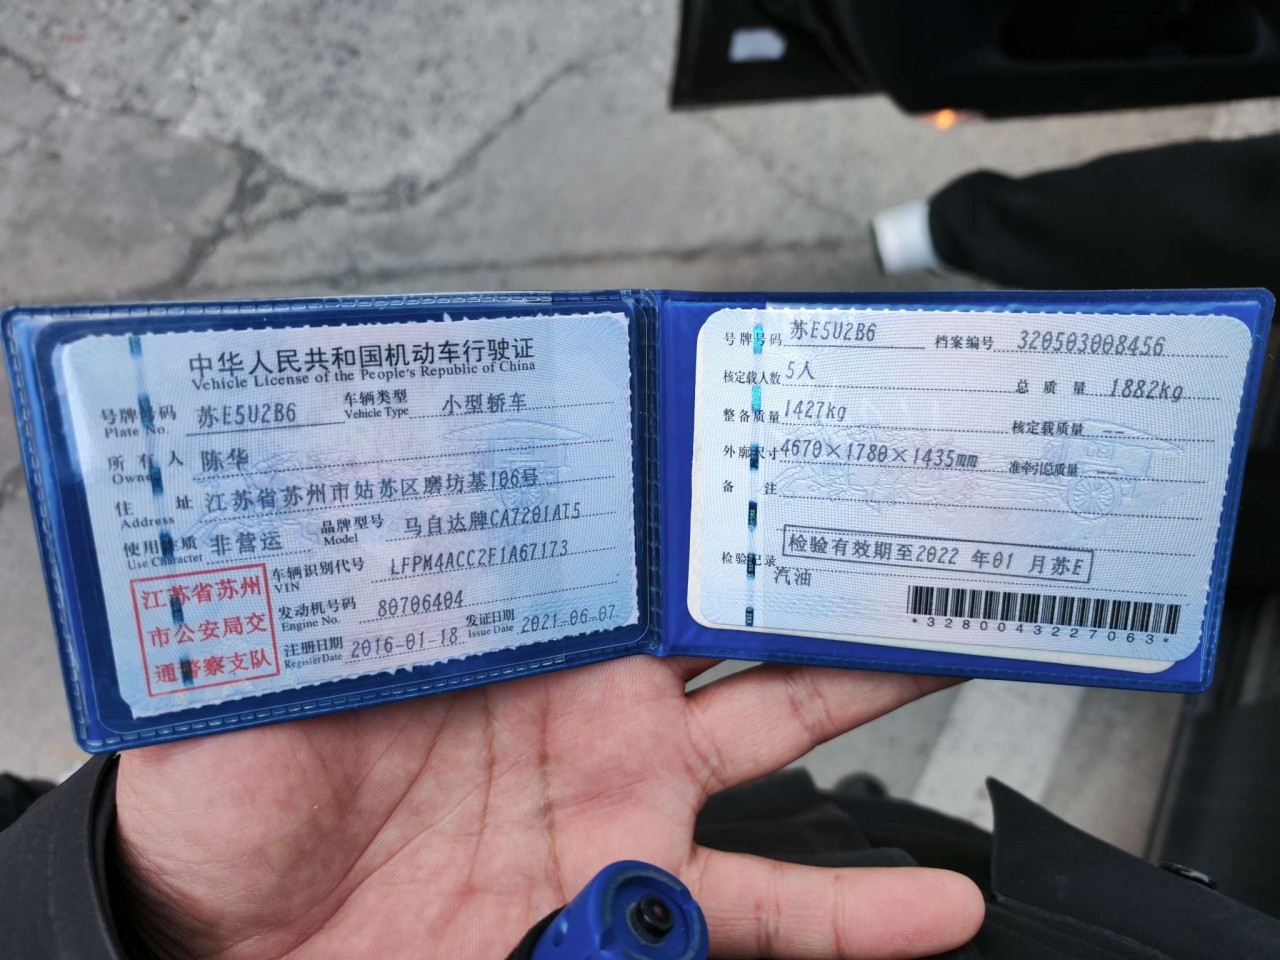 中华人民共和国机动车行驶证
Vehicle License of the People's Republic of China
号牌号码 苏E5U2B6 车辆类型 小型轿车
Plate No. Vehicle Type
所有人 陈华
Owner
住址 江苏省苏州市姑苏区磨坊基106号
Address
使用性质 非营运 品牌型号 马自达牌CA7201AT5
Use Character Model
江苏省苏州
市公安局交
通警察支队
车辆识别代号 LFPM4ACC2F1A67173
VIN
发动机号码 80706404
Engine No.
注册日期 2016-01-18 发证日期 2021-06-07
Register Date Issue Date
号牌号码 苏E5U2B6 档案编号 320503008456
核定载人数 5人 总质量 1882kg
整备质量 1427kg 核定载质量 --
外廓尺寸 4670×1780×1435mm 准牵引总质量 --
备注
检验有效期至2022 年01 月苏E
检验记录
汽油
*3280043227063*